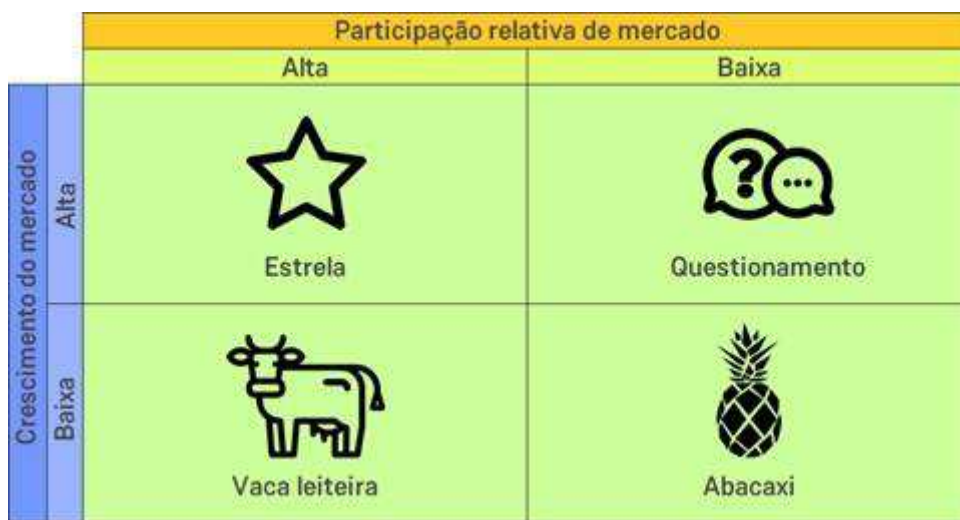 Participação relativa de mercado
Alta
Baixa
Crescimento do mercado
Alta
Estrela
?
Questionamento
Baixa
Vaca leiteira
Abacaxi